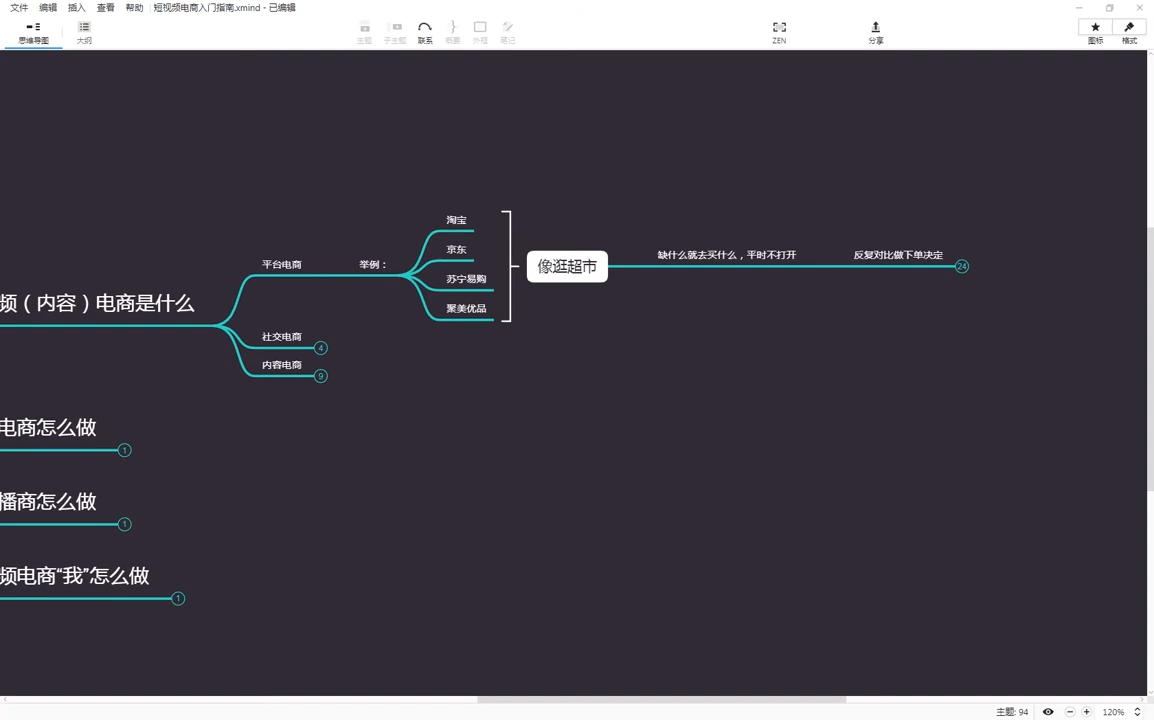 文件 编辑 插入 查看 帮助 短视频电商入门指南.xmind - 已编辑
思维导图 大纲 主题 子主题 联系 概要 外框 笔记 ZEN 分享 图标 格式
淘宝
京东
平台电商 举例：
苏宁易购
聚美优品
像逛超市
缺什么就去买什么，平时不打开
反复对比做下单决定
24
频（内容）电商是什么
社交电商 4
内容电商 9
电商怎么做
1
播商怎么做
1
频电商“我”怎么做
1
主题: 94 120%